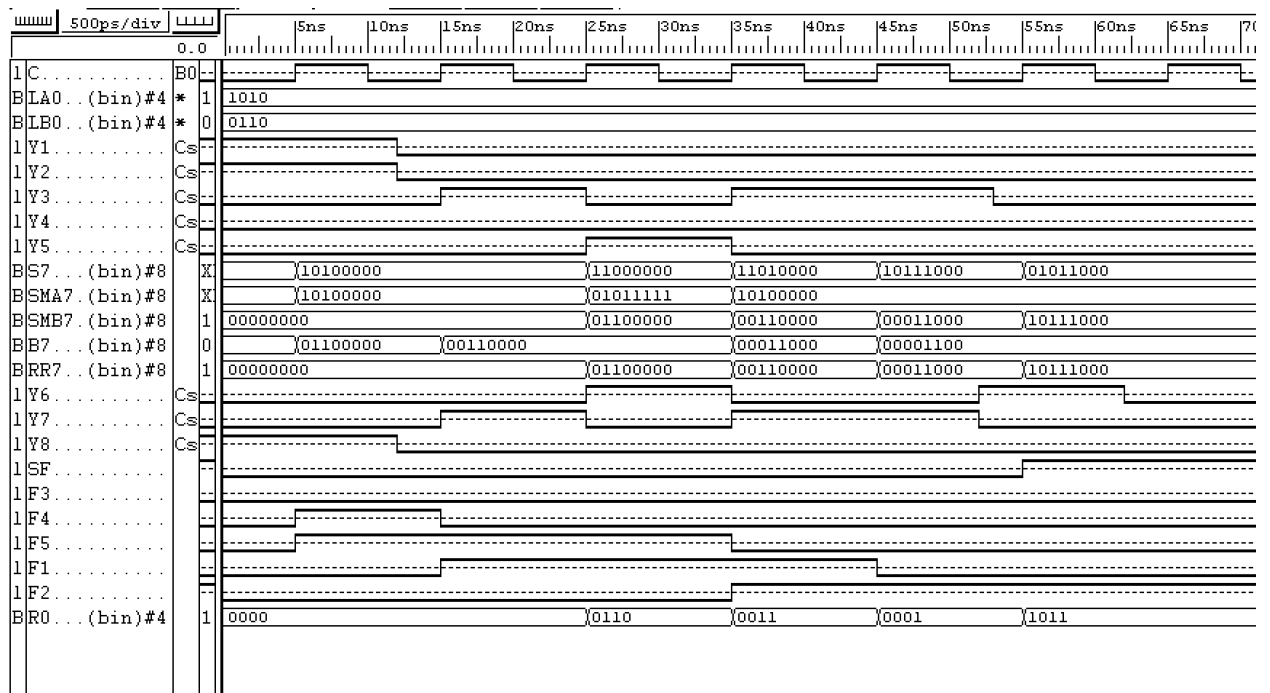 500ps/div 5ns 10ns 15ns 20ns 25ns 30ns 35ns 40ns 45ns 50ns 55ns 60ns 65ns 70
0.0
1 C........... B0
B LA0..(bin)#4 * 1 1010
B LB0..(bin)#4 * 0 0110
1 Y1.......... Cs
1 Y2.......... Cs
1 Y3.......... Cs
1 Y4.......... Cs
1 Y5.......... Cs
B S7...(bin)#8 X 10100000 11000000 11010000 10111000 01011000
B SMA7.(bin)#8 X 10100000 01011111 10100000
B SMB7.(bin)#8 1 00000000 01100000 00110000 00011000 10111000
B B7...(bin)#8 0 01100000 00110000 00011000 00001100
B RR7..(bin)#8 1 00000000 01100000 00110000 00011000 10111000
1 Y6.......... Cs
1 Y7.......... Cs
1 Y8.......... Cs
1 SF..........
1 F3..........
1 F4..........
1 F5..........
1 F1..........
1 F2..........
B R0...(bin)#4 1 0000 0110 0011 0001 1011